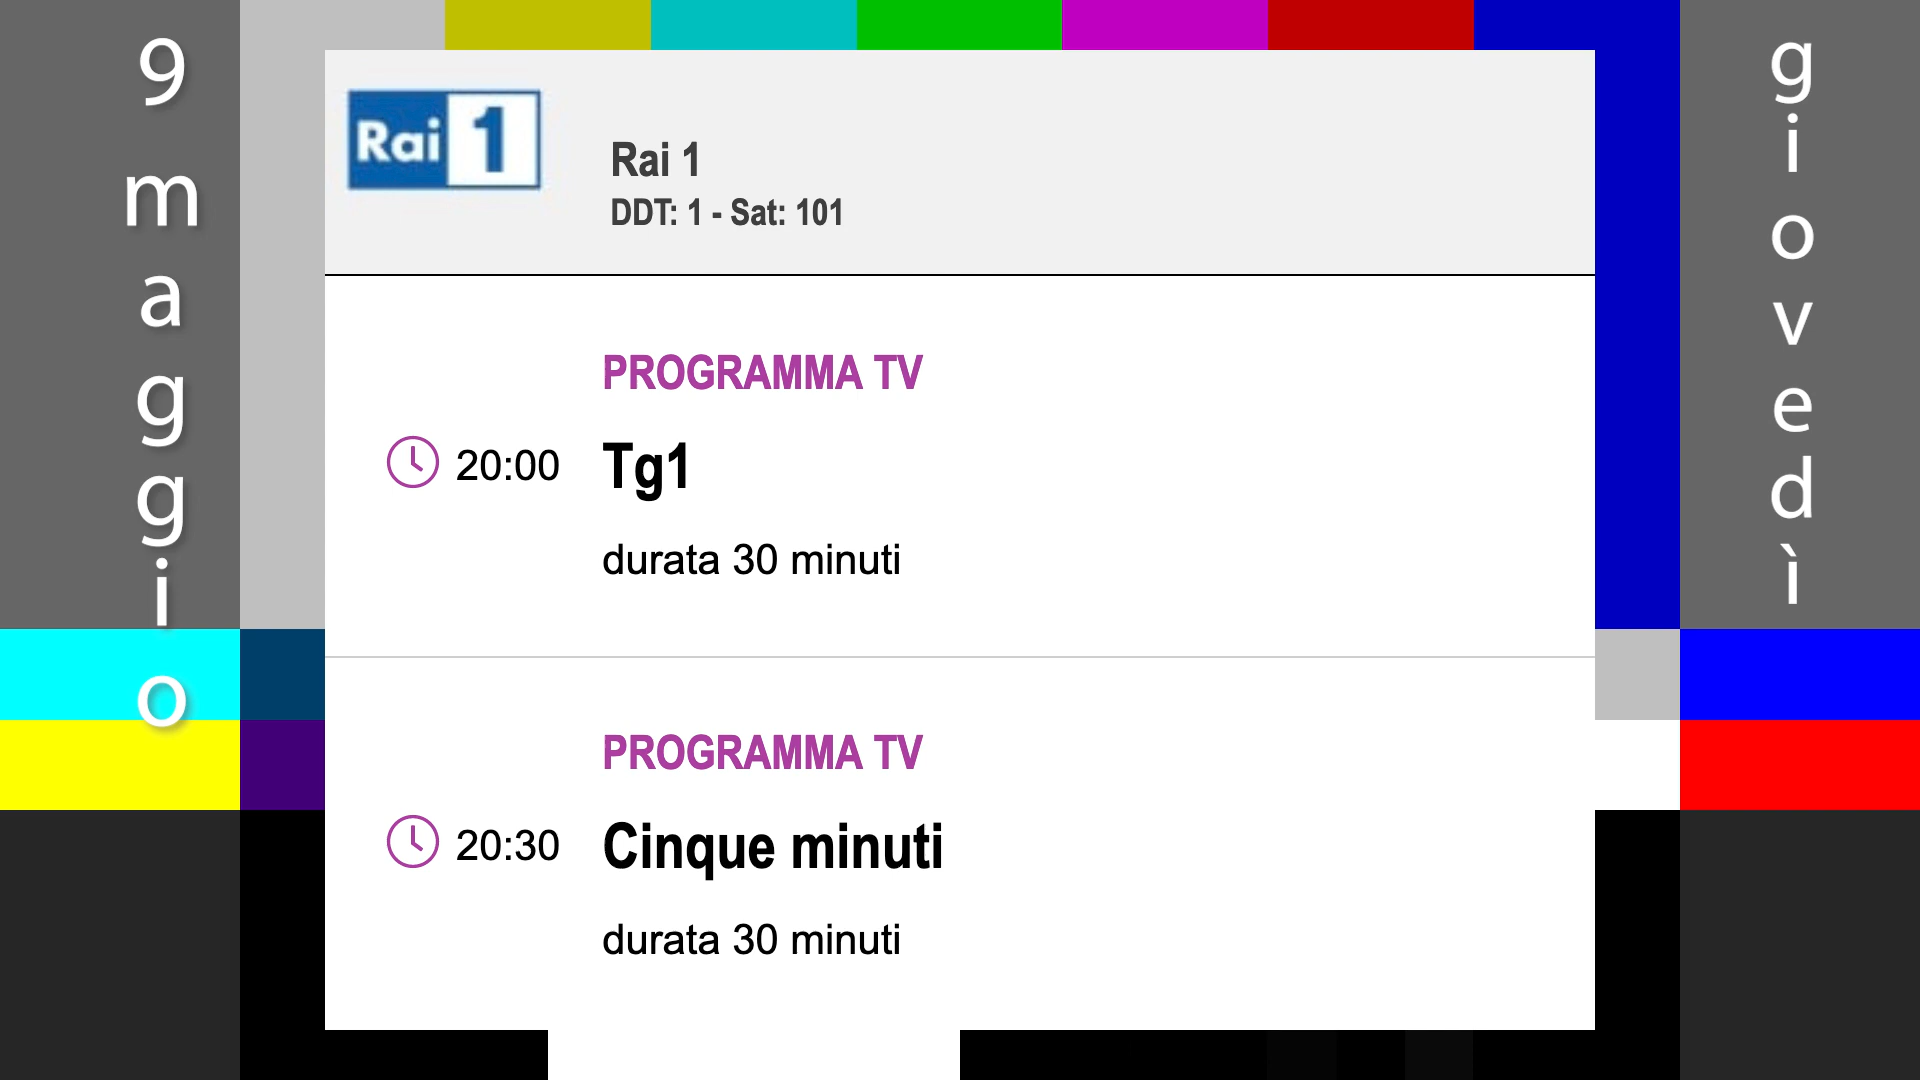 9 maggio
Rai 1
Rai 1
DDT: 1 - Sat: 101
PROGRAMMA TV
20:00 Tg1
durata 30 minuti
PROGRAMMA TV
20:30 Cinque minuti
durata 30 minuti
giovedì